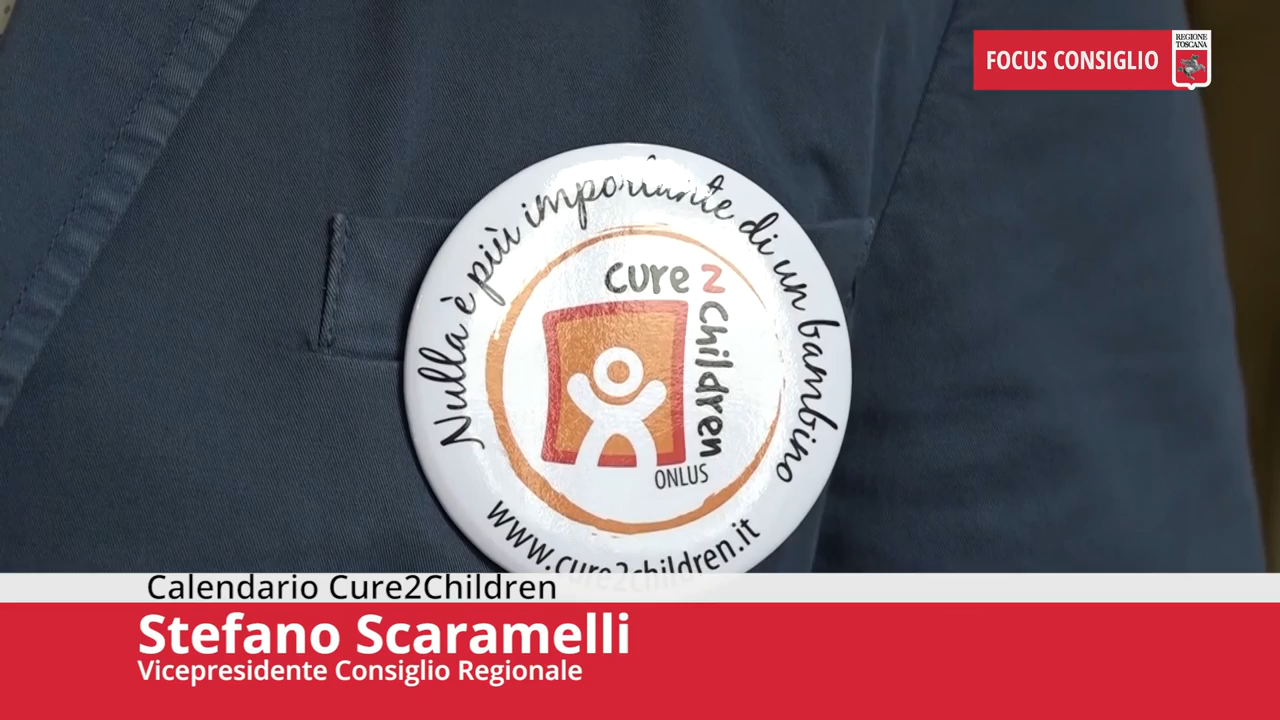 FOCUS CONSIGLIO
REGIONE
TOSCANA
Nulla è più importante di un bambino
cure 2
children
ONLUS
www.cure2children.it
Calendario Cure2Children
Stefano Scaramelli
Vicepresidente Consiglio Regionale